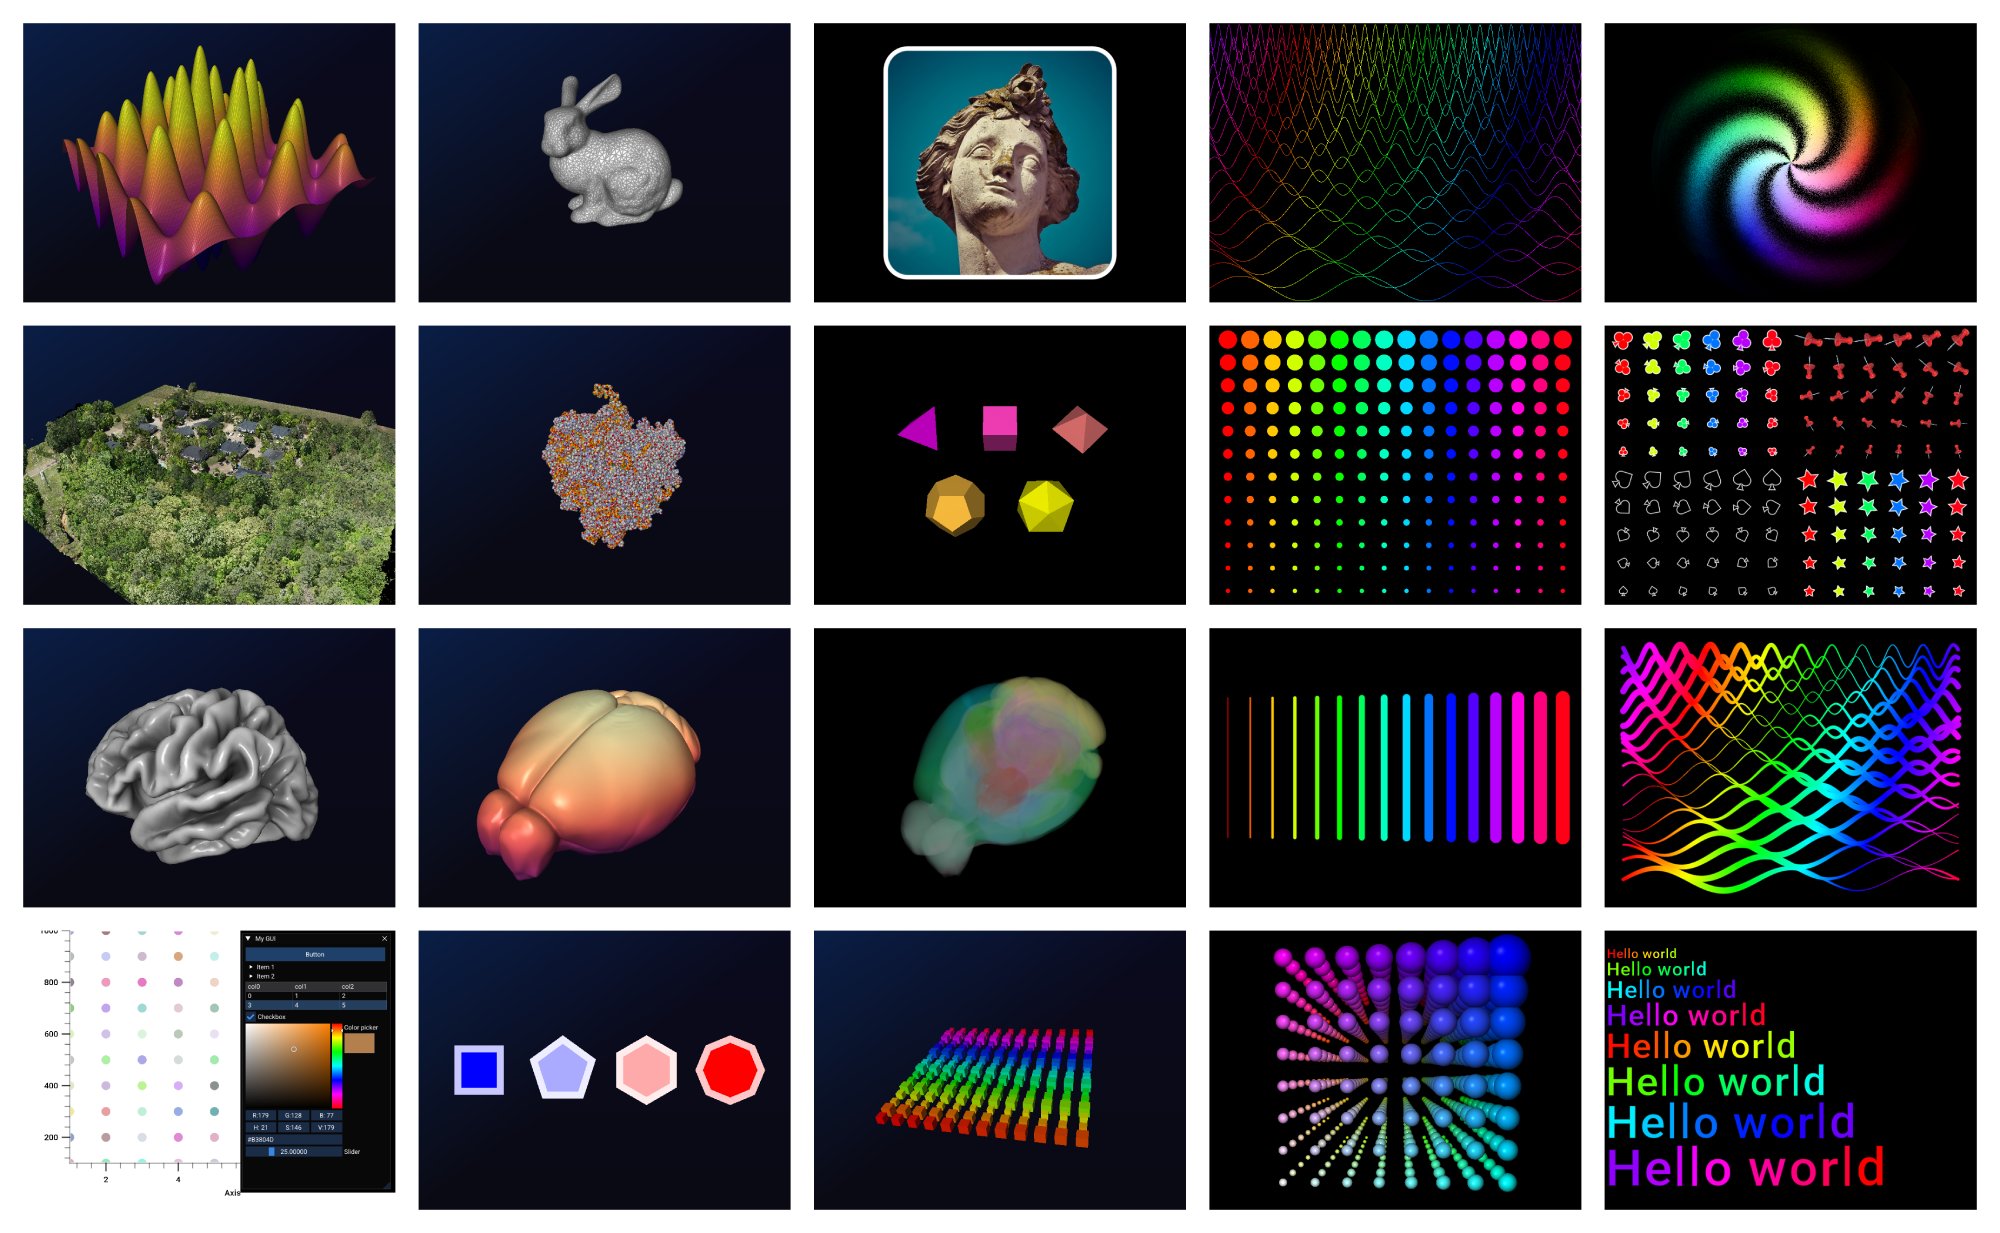 1000
800
600
400
200
2
4
Axis
My GUI
Button
Item 1
Item 2
col0 col1 col2
0 1 2
3 4 5
Checkbox
Color picker
R:179 G:128 B: 77
H: 21 S:146 V:179
#B3804D
25.00000 Slider
Hello world
Hello world
Hello world
Hello world
Hello world
Hello world
Hello world
Hello world